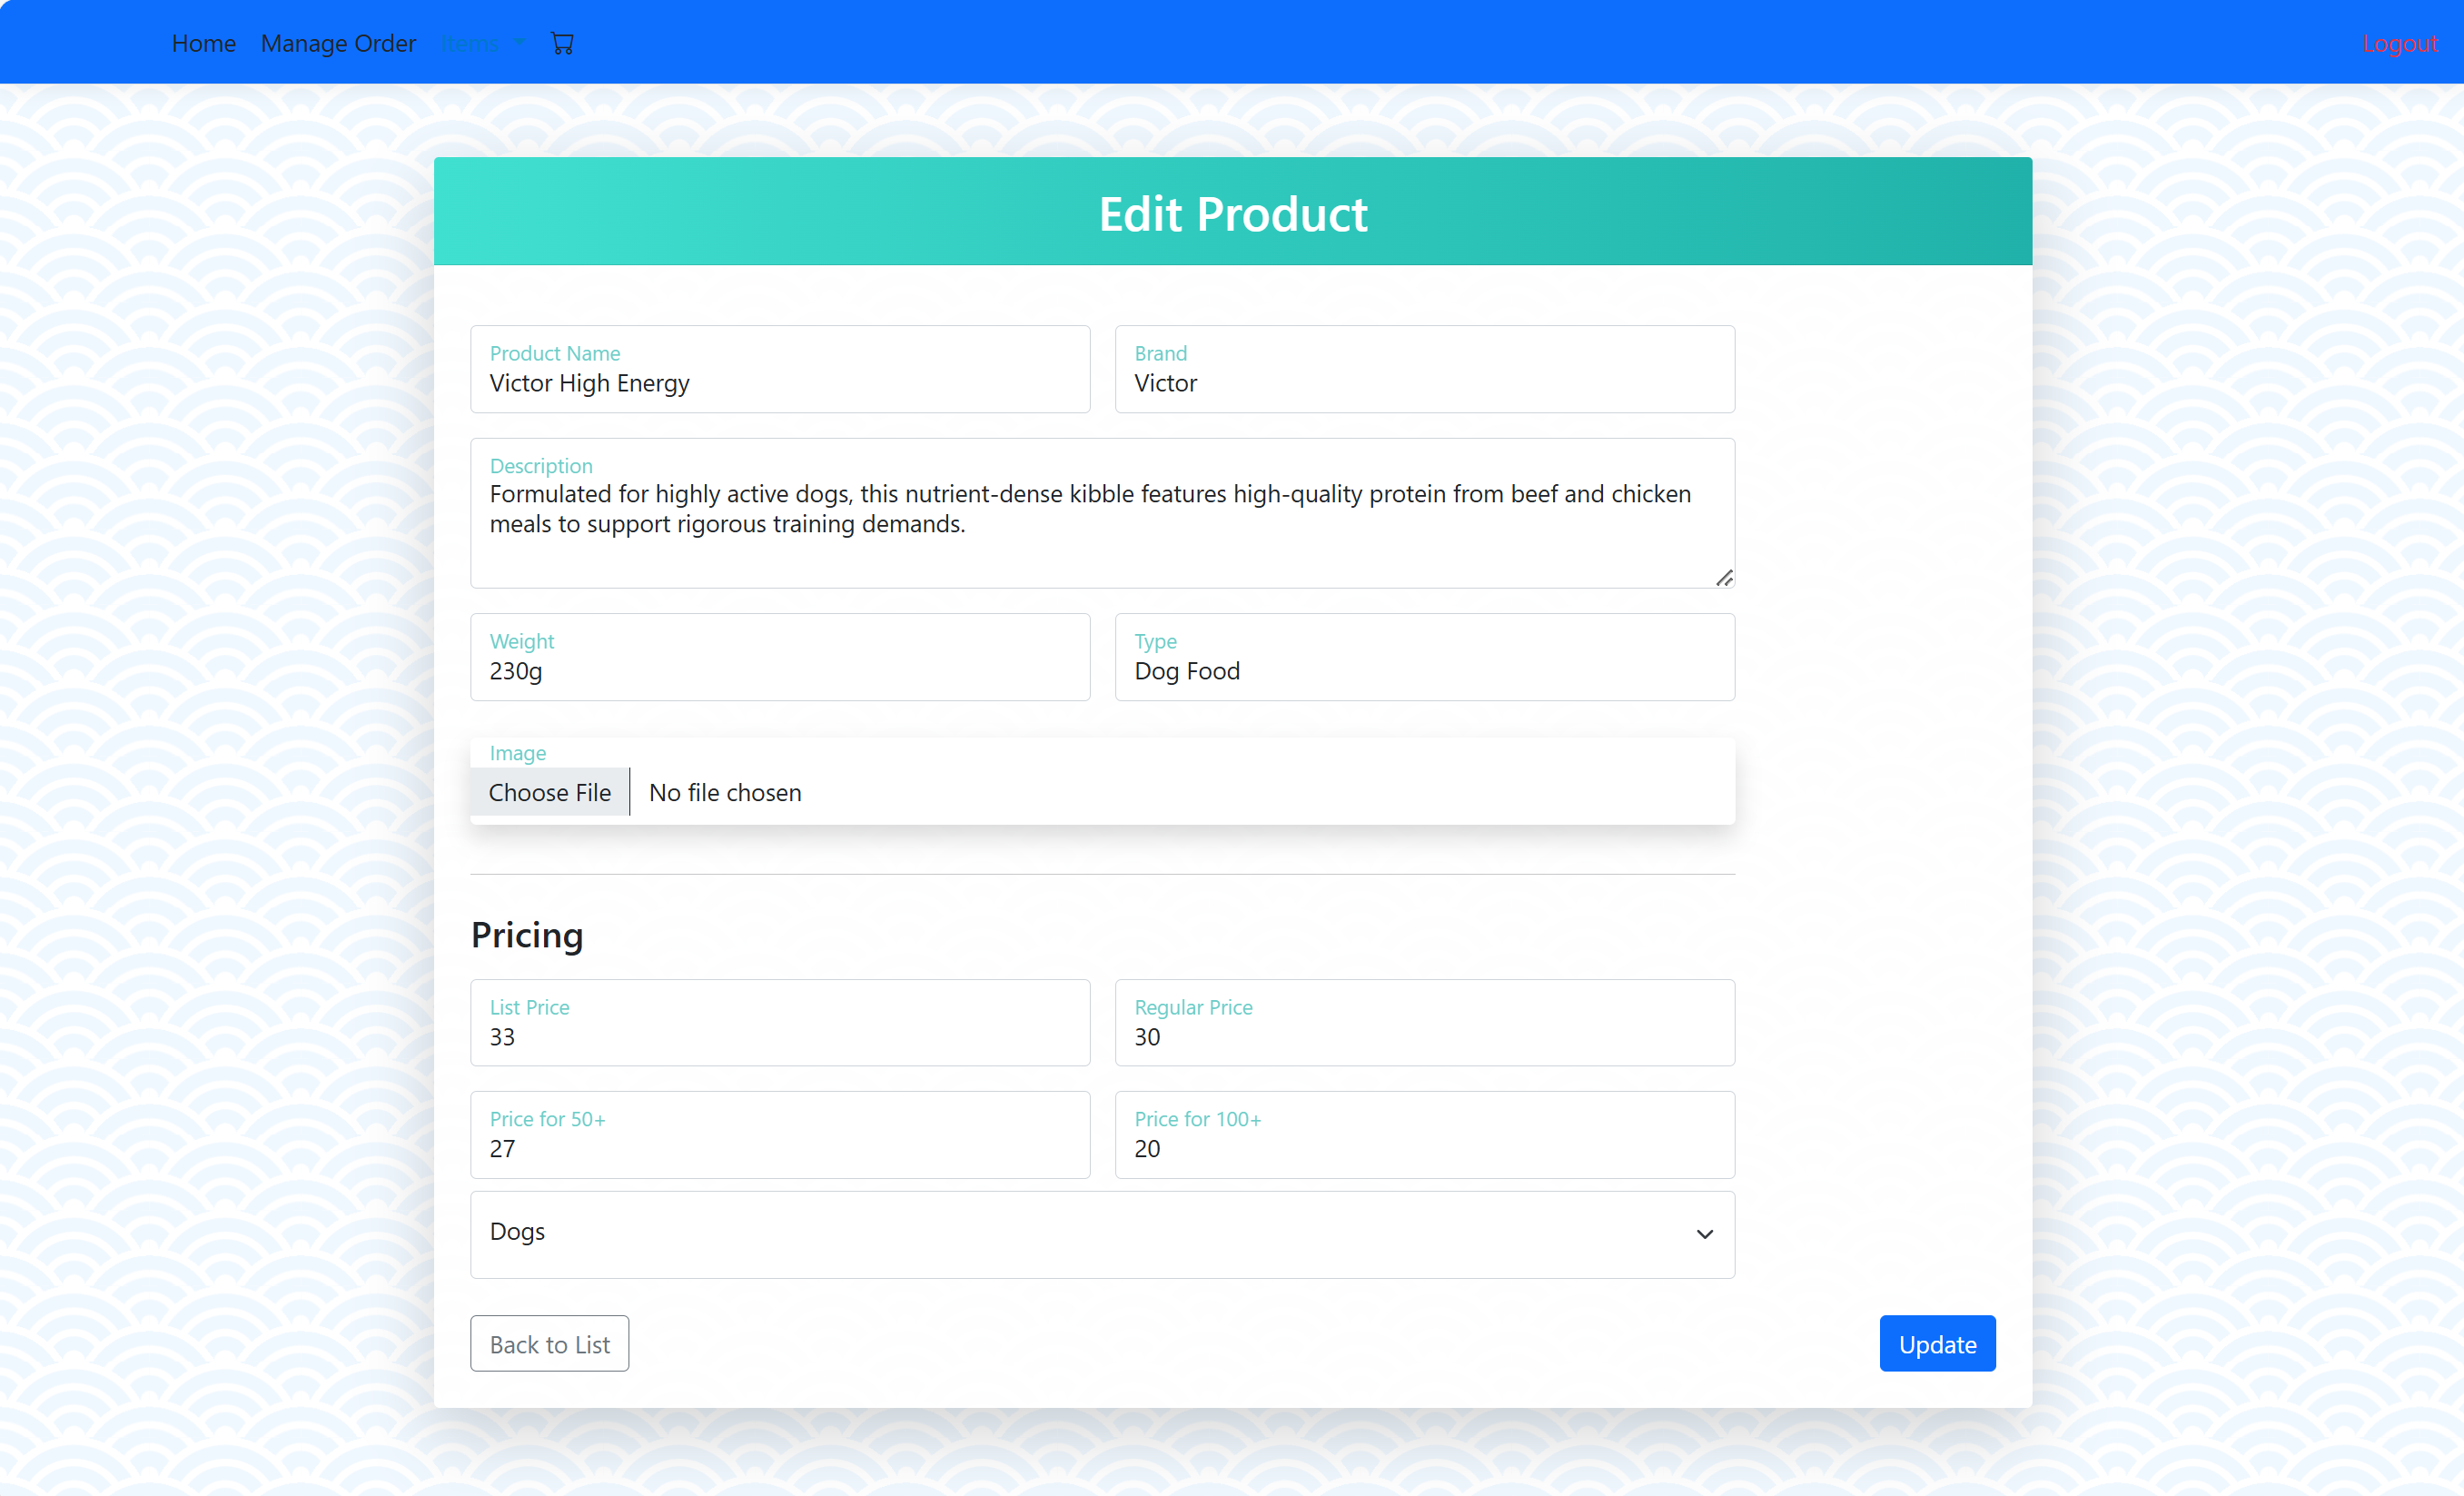 Home Manage Order Items Logout
Edit Product
Product Name
Victor High Energy
Brand
Victor
Description
Formulated for highly active dogs, this nutrient-dense kibble features high-quality protein from beef and chicken
meals to support rigorous training demands.
Weight
230g
Type
Dog Food
Image
Choose File No file chosen
Pricing
List Price
33
Regular Price
30
Price for 50+
27
Price for 100+
20
Dogs
Back to List Update